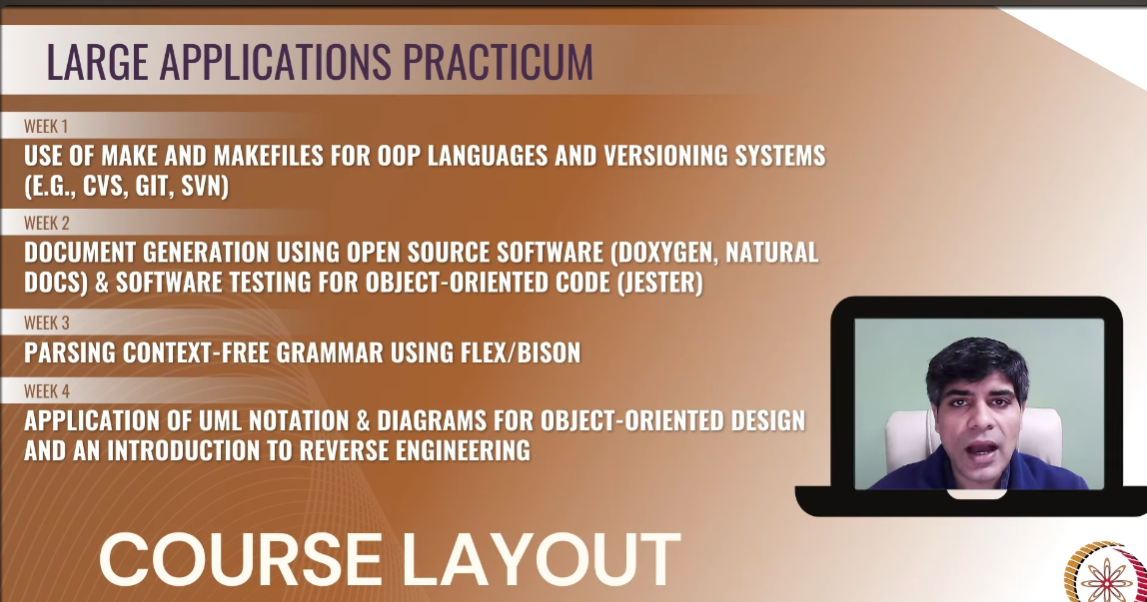 LARGE APPLICATIONS PRACTICUM
WEEK 1
USE OF MAKE AND MAKEFILES FOR OOP LANGUAGES AND VERSIONING SYSTEMS
(E.G., CVS, GIT, SVN)
WEEK 2
DOCUMENT GENERATION USING OPEN SOURCE SOFTWARE (DOXYGEN, NATURAL
DOCS) & SOFTWARE TESTING FOR OBJECT-ORIENTED CODE (JESTER)
WEEK 3
PARSING CONTEXT-FREE GRAMMAR USING FLEX/BISON
WEEK 4
APPLICATION OF UML NOTATION & DIAGRAMS FOR OBJECT-ORIENTED DESIGN
AND AN INTRODUCTION TO REVERSE ENGINEERING
COURSE LAYOUT